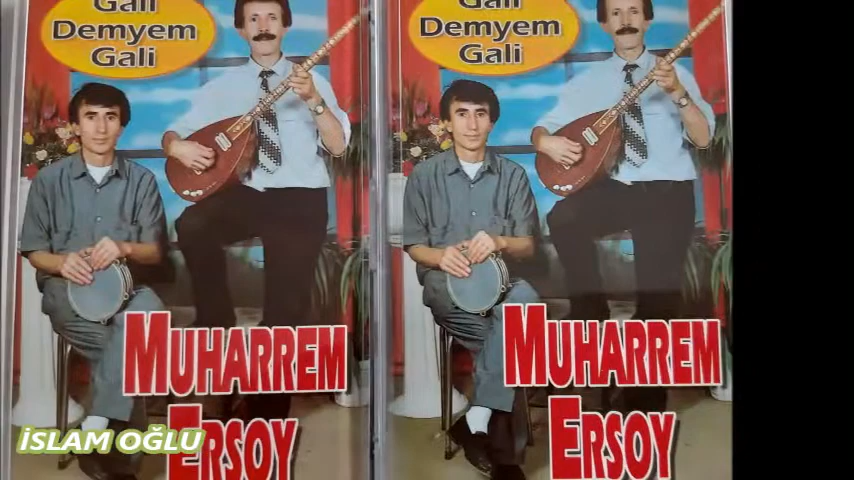 Gali
Demyem
Gali
Gali
Demyem
Gali
MUHARREM
ERSOY
MUHARREM
ERSOY
İSLAM OĞLU